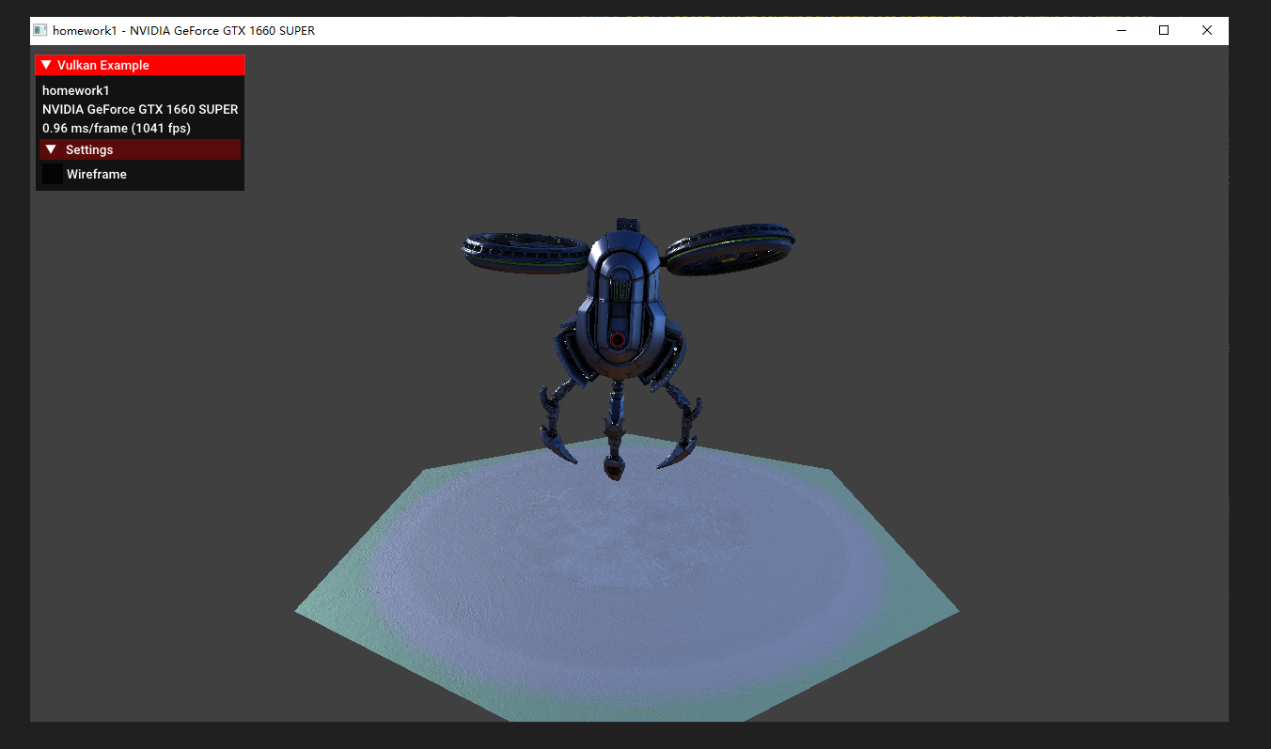 homework1 - NVIDIA GeForce GTX 1660 SUPER
Vulkan Example
homework1
NVIDIA GeForce GTX 1660 SUPER
0.96 ms/frame (1041 fps)
Settings
Wireframe